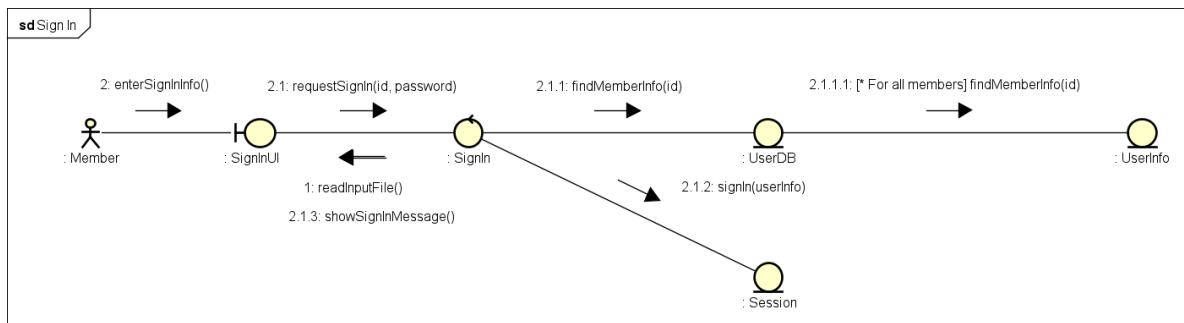 sd Sign In
2: enterSignInInfo()
2.1: requestSignIn(id, password)
2.1.1: findMemberInfo(id)
2.1.1.1: [* For all members] findMemberInfo(id)
: Member
: SignInUI
: SignIn
: UserDB
: UserInfo
1: readInputFile()
2.1.2: signIn(userInfo)
2.1.3: showSignInMessage()
: Session